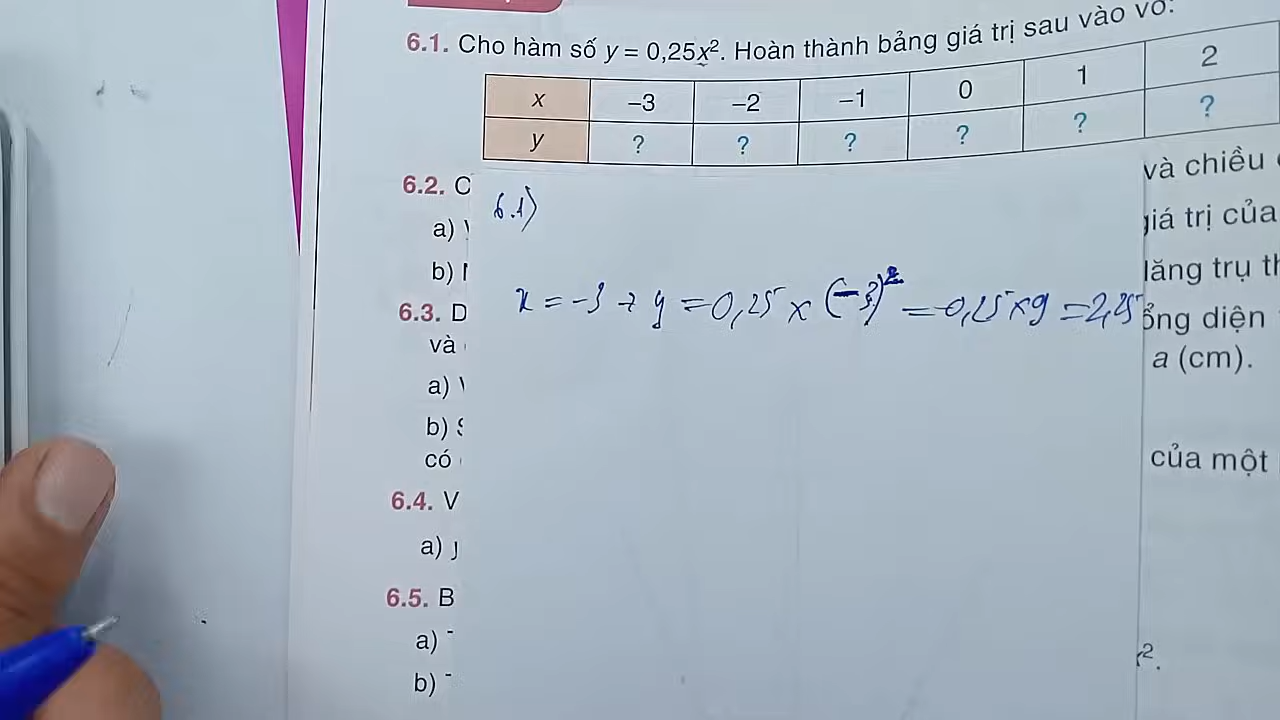 6.1. Cho hàm số y = 0,25x². Hoàn thành bảng giá trị sau vào vở:
x –3 –2 –1 0 1 2
y ? ? ? ? ? ?
6.2. C
và chiều
6.1)
a)
giá trị của
b)
lăng trụ
x = -3 → y = 0,25 x (-3)² = 0,25 x 9 = 2,25
6.3. D
ổng diện
và
a (cm).
a)
b) S
có
của một
6.4. V
a)
6.5. B
a)
b)